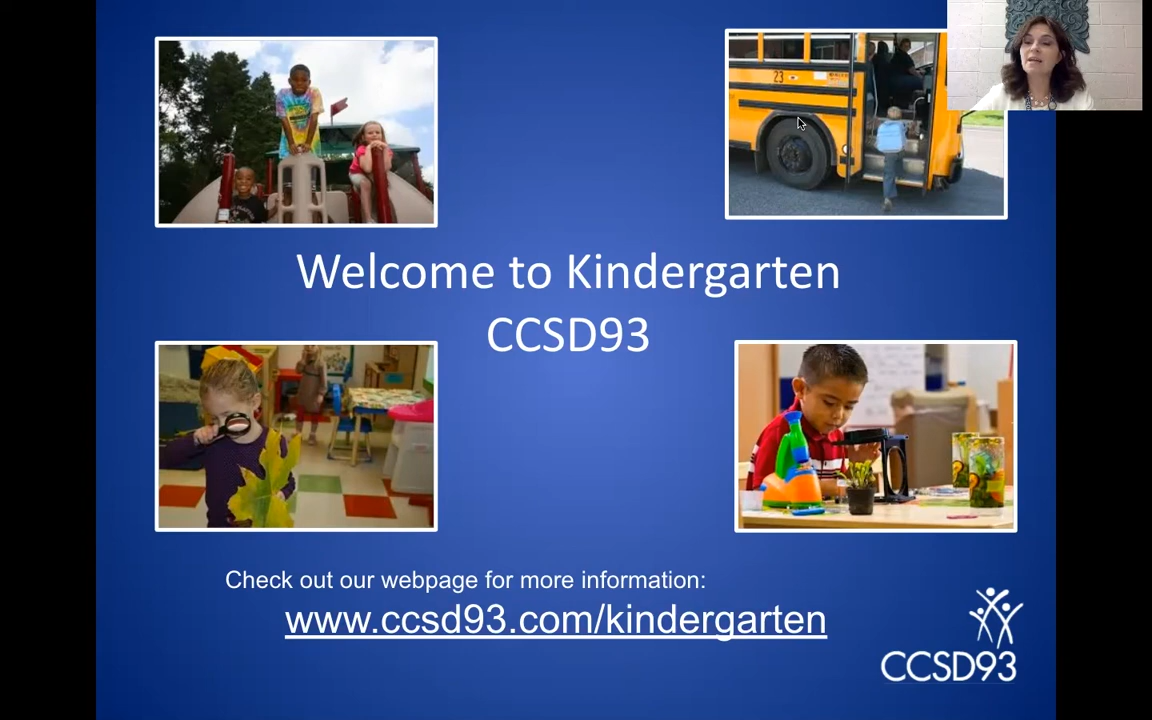 23
Welcome to Kindergarten
CCSD93
Check out our webpage for more information:
www.ccsd93.com/kindergarten
CCSD93